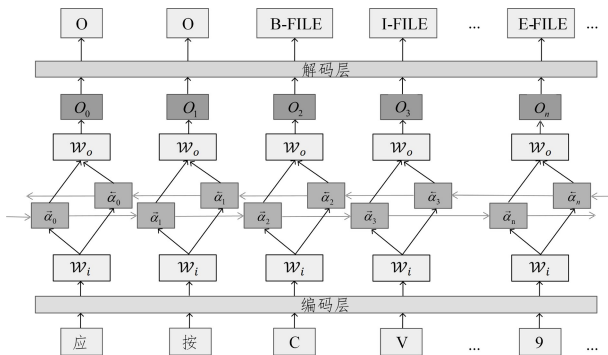 O O B-FILE I-FILE ... E-FILE ...
解码层
O₀ O₁ O₂ O₃ Oₙ
𝒲ₒ 𝒲ₒ 𝒲ₒ 𝒲ₒ 𝒲ₒ
α⃖₀ α⃖₁ α⃖₂ α⃖₃ α⃖ₙ
α⃗₀ α⃗₁ α⃗₂ α⃗₃ α⃗ₙ
𝒲ᵢ 𝒲ᵢ 𝒲ᵢ 𝒲ᵢ 𝒲ᵢ
编码层
应 按 C V ... 9 ...